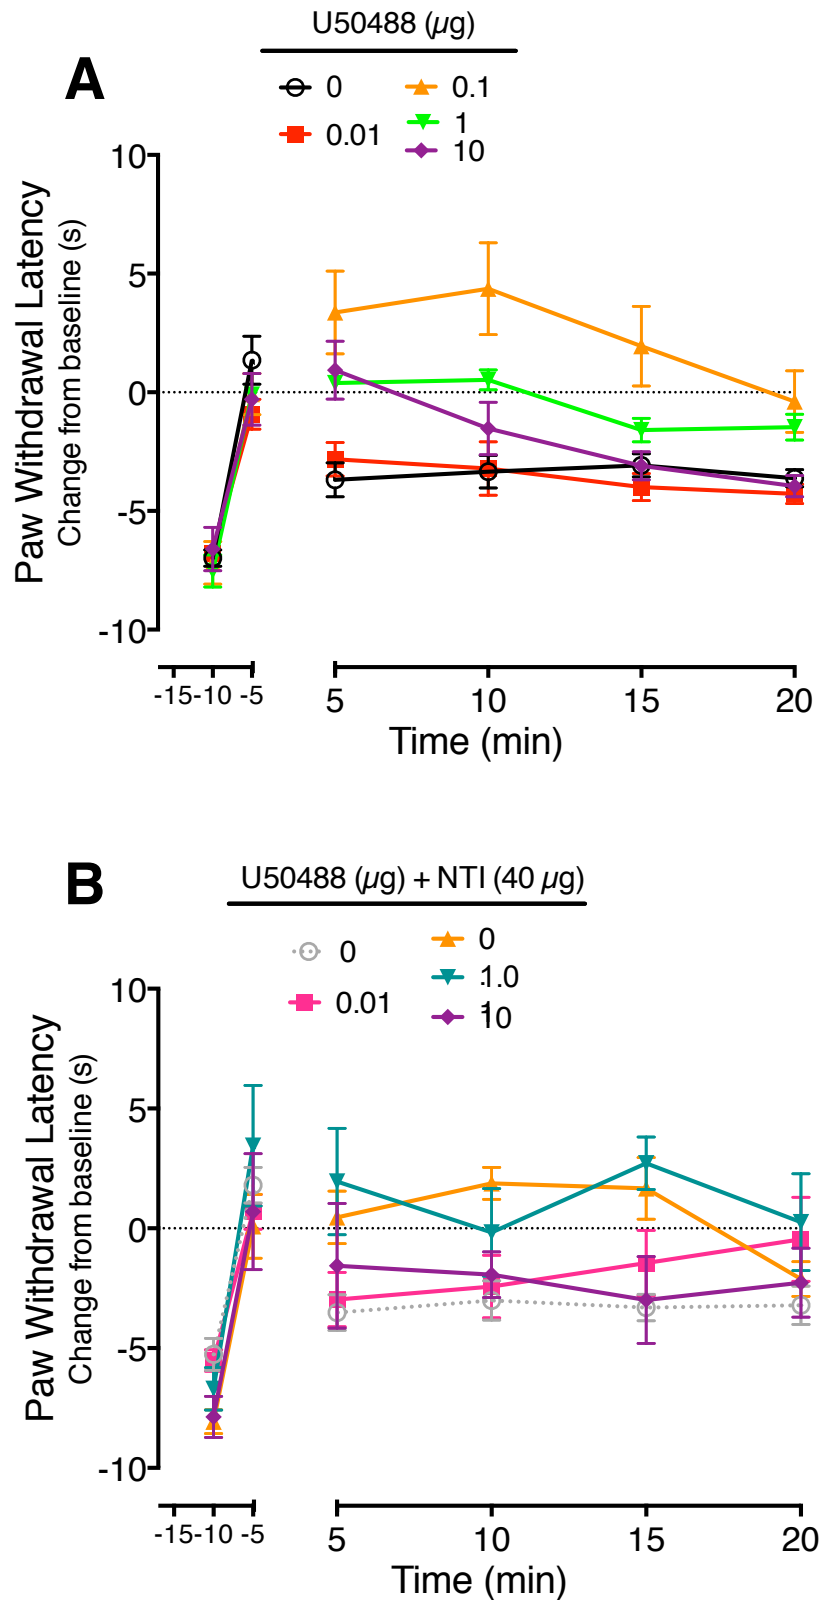 U50488 (µg)
A
0
0.1
0.01
1
10
Paw Withdrawal Latency
Change from baseline (s)
10
5
0
-5
-10
-15 -10 -5
5 10 15 20
Time (min)
B
U50488 (µg) + NTI (40 µg)
0
0
1.0
0.01
10
Paw Withdrawal Latency
Change from baseline (s)
10
5
0
-5
-10
-15 -10 -5
5 10 15 20
Time (min)